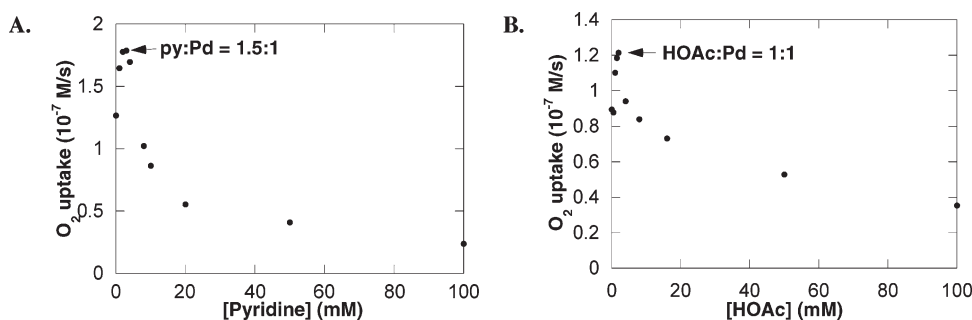 A.
O2 uptake (10-7 M/s)
2
1.5
1
0.5
0
py:Pd = 1.5:1
0 20 40 60 80 100
[Pyridine] (mM)
B.
O2 uptake (10-7 M/s)
1.4
1.2
1
0.8
0.6
0.4
0.2
0
HOAc:Pd = 1:1
0 20 40 60 80 100
[HOAc] (mM)